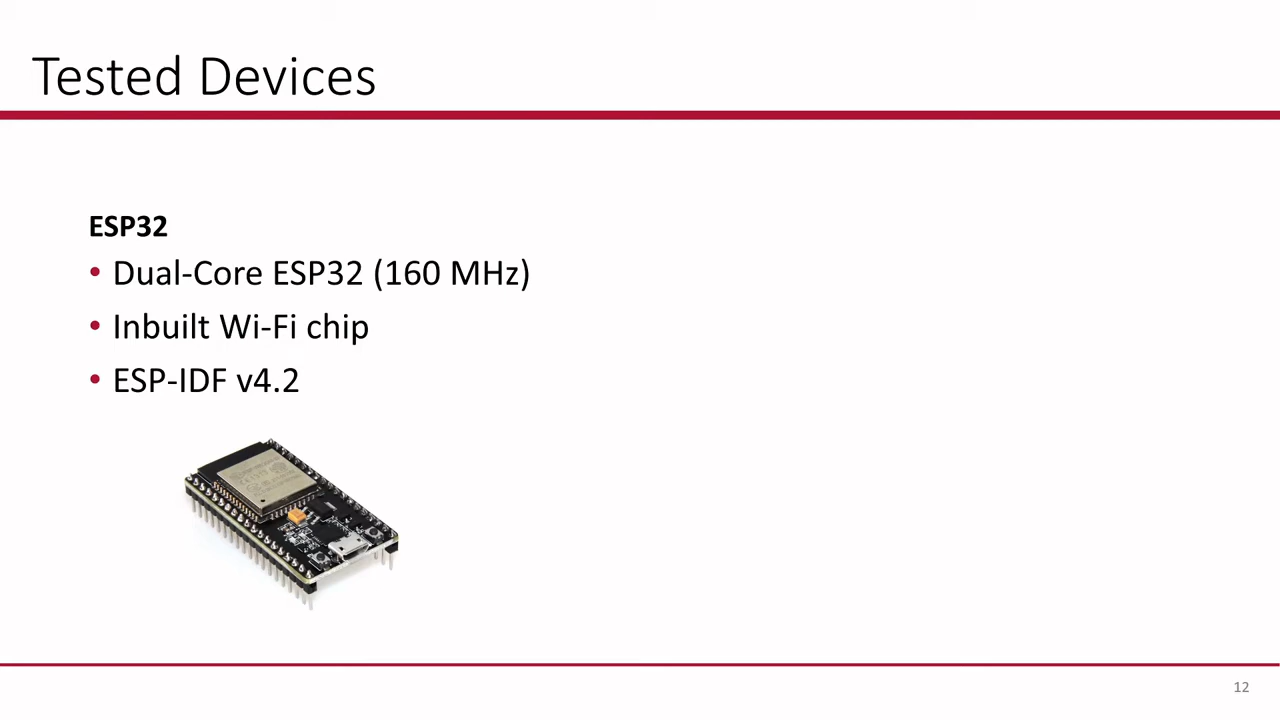 Tested Devices
ESP32
• Dual-Core ESP32 (160 MHz)
• Inbuilt Wi-Fi chip
• ESP-IDF v4.2
12